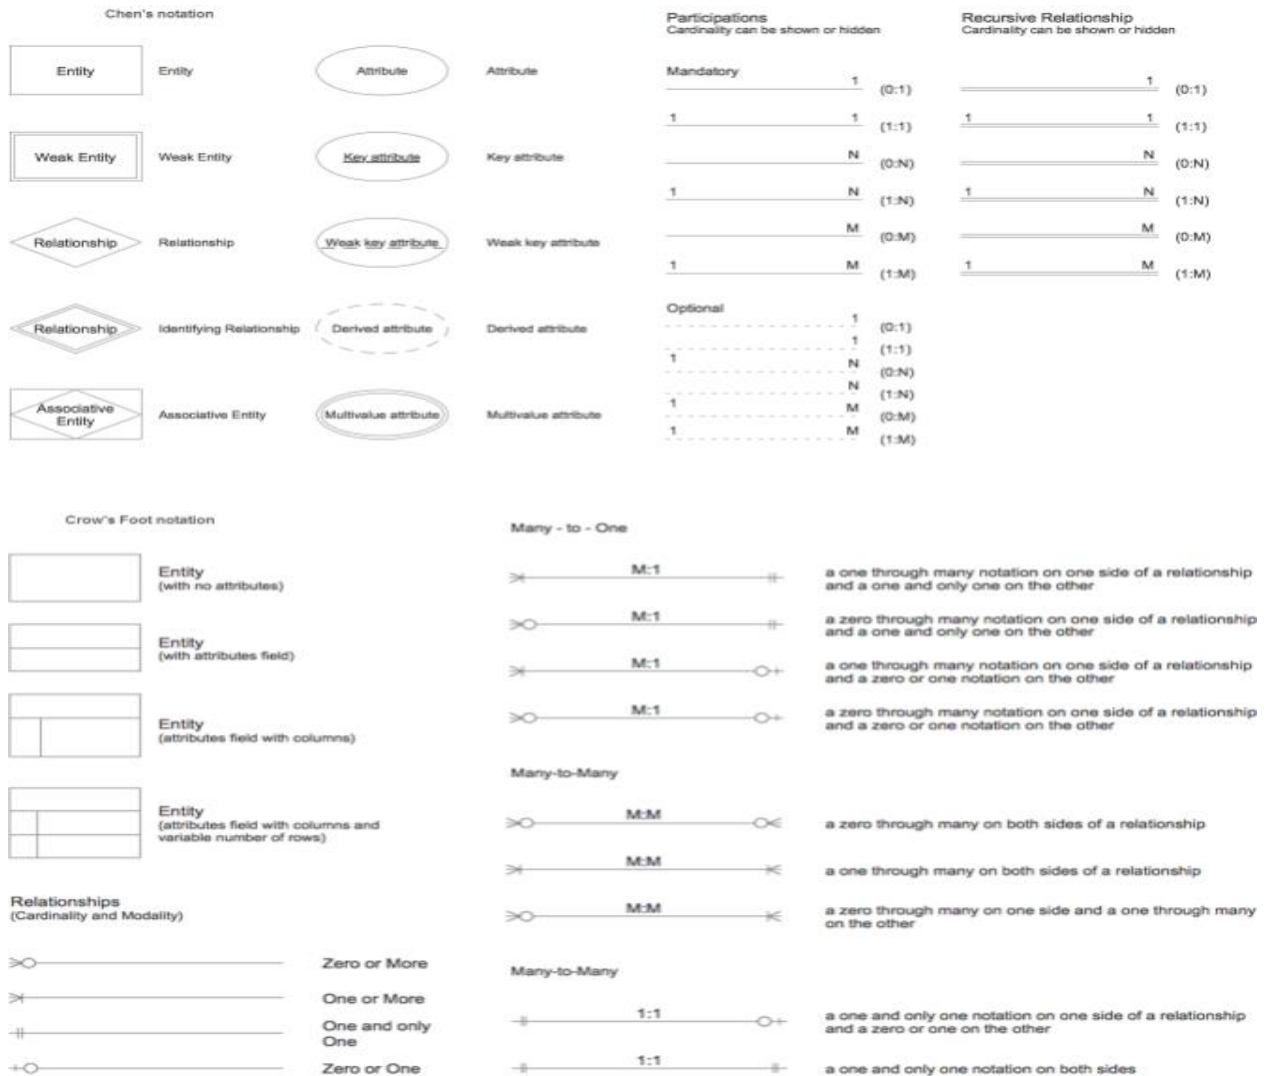 Chen's notation
Entity
Entity
Attribute
Attribute
Weak Entity
Weak Entity
Key attribute
Key attribute
Relationship
Relationship
Weak key attribute
Weak key attribute
Relationship
Identifying Relationship
Derived attribute
Derived attribute
Associative
Entity
Associative Entity
Multivalue attribute
Multivalue attribute
Participations
Cardinality can be shown or hidden
Mandatory
1 (0:1)
1 1 (1:1)
N (0:N)
1 N (1:N)
M (0:M)
1 M (1:M)
Optional
1 (0:1)
1 (1:1)
1 N (0:N)
N (1:N)
1 M (0:M)
1 M (1:M)
Recursive Relationship
Cardinality can be shown or hidden
1 (0:1)
1 1 (1:1)
N (0:N)
1 N (1:N)
M (0:M)
1 M (1:M)
Crow's Foot notation
Entity
(with no attributes)
Entity
(with attributes field)
Entity
(attributes field with columns)
Entity
(attributes field with columns and
variable number of rows)
Relationships
(Cardinality and Modality)
Zero or More
One or More
One and only
One
Zero or One
Many - to - One
M:1
a one through many notation on one side of a relationship
and a one and only one on the other
M:1
a zero through many notation on one side of a relationship
and a one and only one on the other
M:1
a one through many notation on one side of a relationship
and a zero or one notation on the other
M:1
a zero through many notation on one side of a relationship
and a zero or one notation on the other
Many-to-Many
M:M
a zero through many on both sides of a relationship
M:M
a one through many on both sides of a relationship
M:M
a zero through many on one side and a one through many
on the other
Many-to-Many
1:1
a one and only one notation on one side of a relationship
and a zero or one on the other
1:1
a one and only one notation on both sides